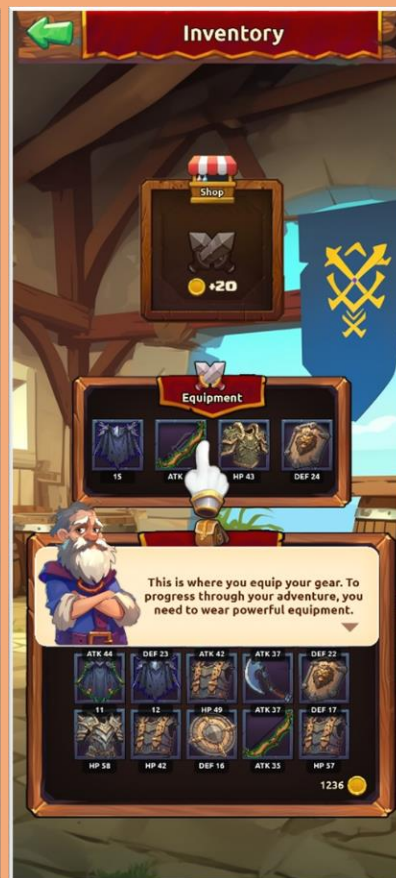 Inventory
Shop
+20
Equipment
15
ATK
HP 43
DEF 24
This is where you equip your gear. To
progress through your adventure, you
need to wear powerful equipment.
ATK 44
DEF 23
ATK 42
ATK 37
DEF 22
11
12
HP 49
ATK 37
DEF 17
HP 58
HP 42
DEF 16
ATK 35
HP 57
1236